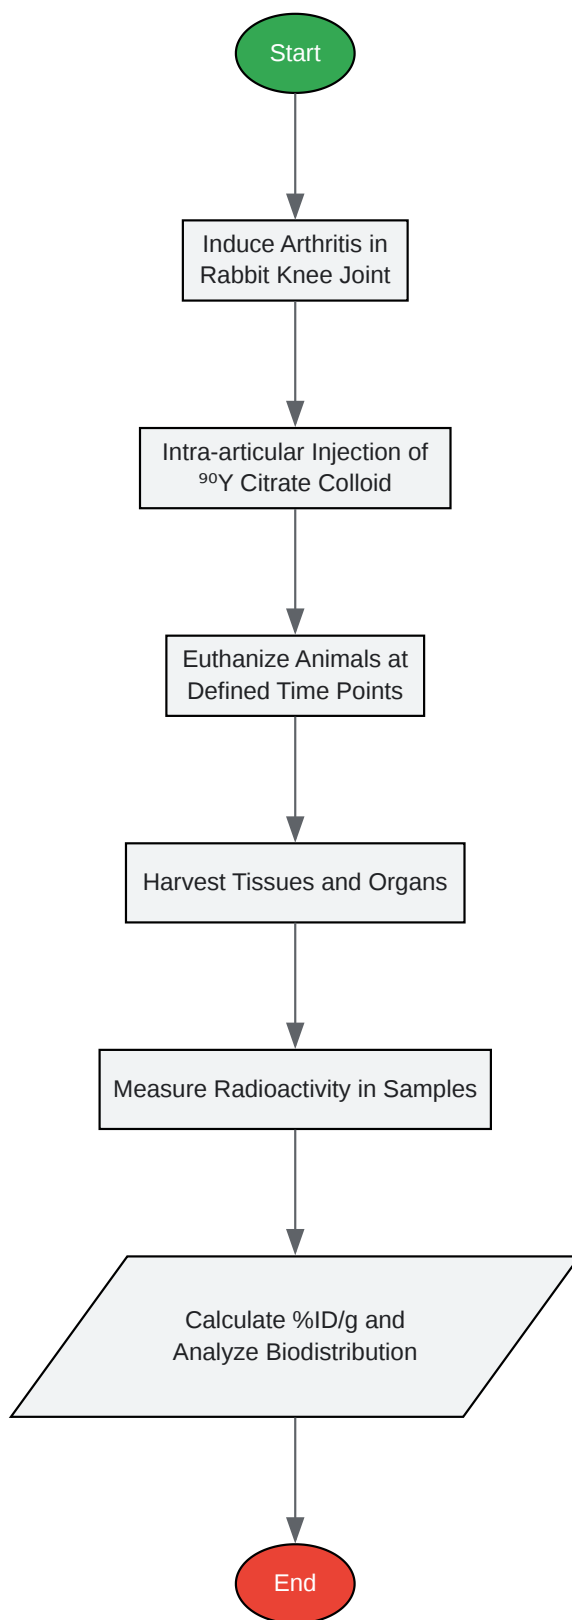 Start
Induce Arthritis in
Rabbit Knee Joint
Intra-articular Injection of
⁹⁰Y Citrate Colloid
Euthanize Animals at
Defined Time Points
Harvest Tissues and Organs
Measure Radioactivity in Samples
Calculate %ID/g and
Analyze Biodistribution
End